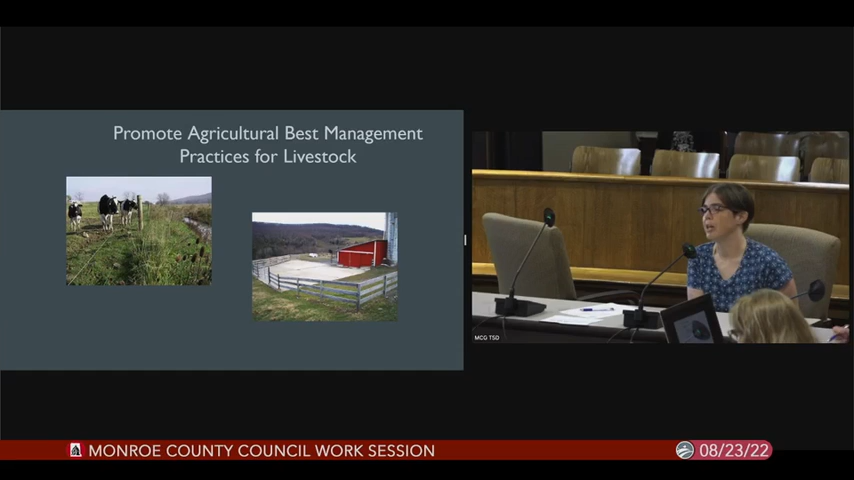 Promote Agricultural Best Management
Practices for Livestock
MCG TSD
MONROE COUNTY COUNCIL WORK SESSION
08/23/22